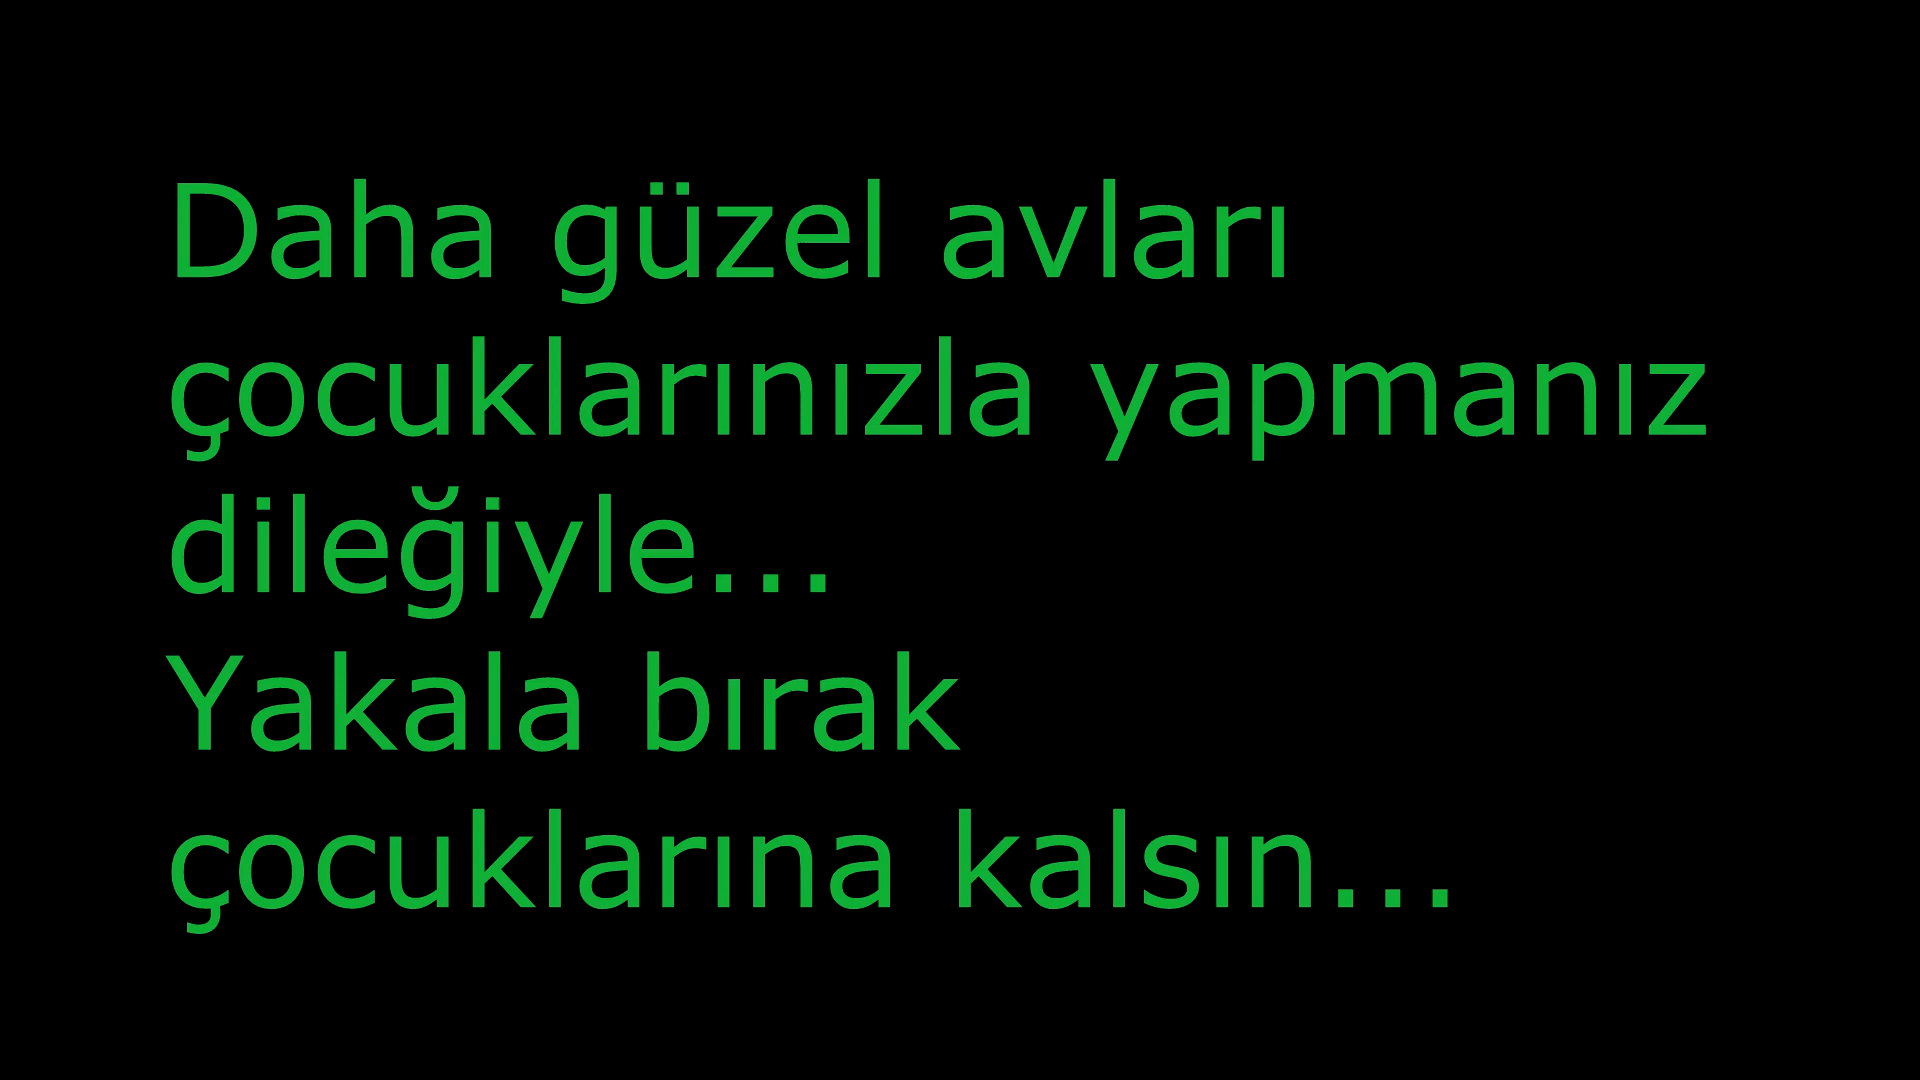 Daha güzel avları
çocuklarınızla yapmanız
dileğiyle...
Yakala bırak
çocuklarına kalsın...